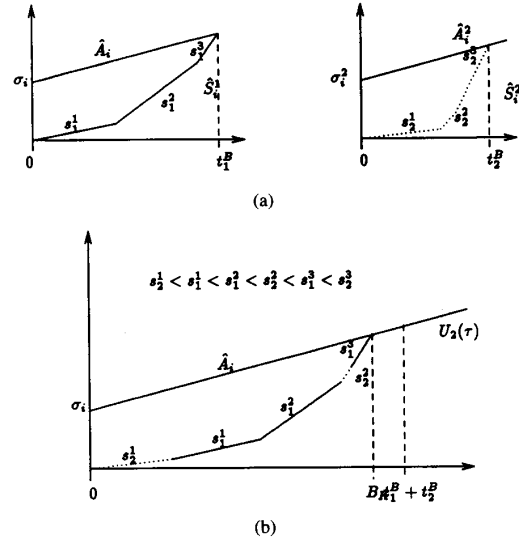 Â_i
σ_i
s_1^1
s_1^2
s_1^3
Ŝ_i^1
0
t_1^B
Â_i^2
σ_i^2
s_2^1
s_2^2
s_2^3
Ŝ_i^2
0
t_2^B
(a)
s_2^1 < s_1^1 < s_1^2 < s_2^2 < s_1^3 < s_2^3
U_2(τ)
Â_i
σ_i
s_2^1
s_1^1
s_1^2
s_2^2
s_1^3
0
t_1^B + t_2^B
(b)